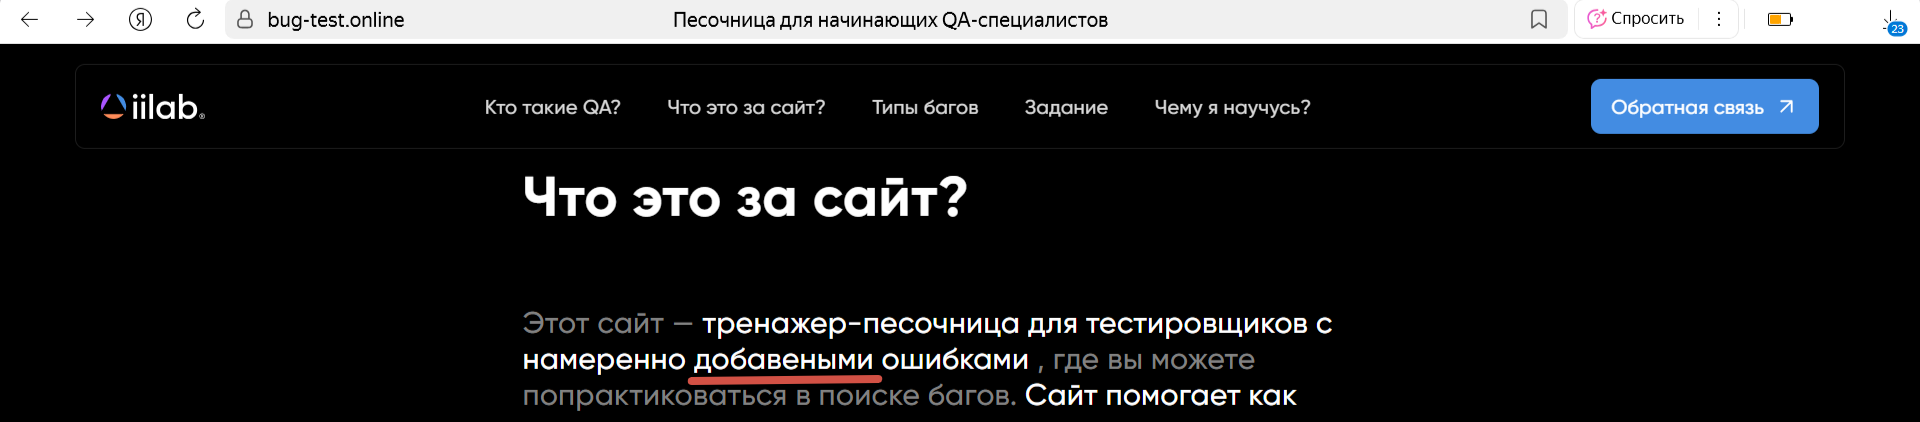 bug-test.online Песочница для начинающих QA-специалистов Спросить 23
iilab® Кто такие QA? Что это за сайт? Типы багов Задание Чему я научусь? Обратная связь
Что это за сайт?
Этот сайт — тренажер-песочница для тестировщиков с
намеренно добавеными ошибками , где вы можете
попрактиковаться в поиске багов. Сайт помогает как